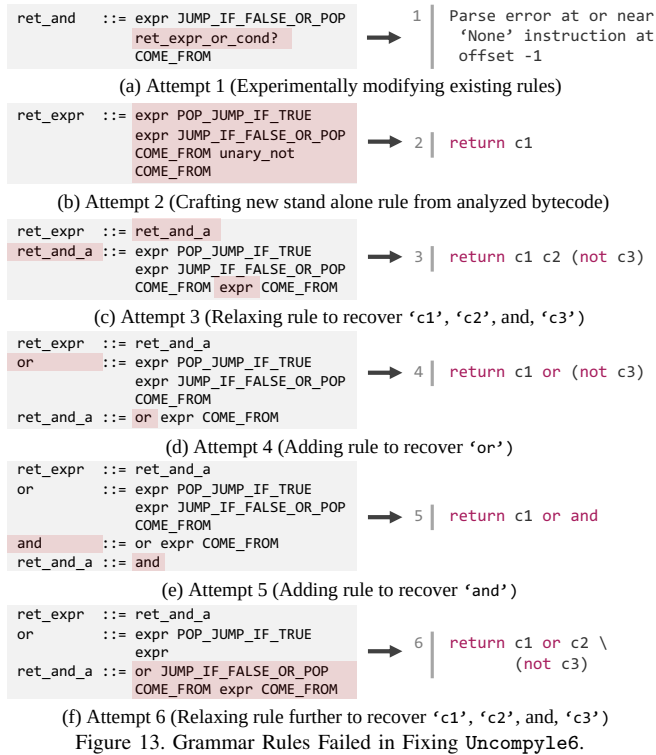 ret_and ::= expr JUMP_IF_FALSE_OR_POP
ret_expr_or_cond?
COME_FROM
1 Parse error at or near
‘None’ instruction at
offset -1
(a) Attempt 1 (Experimentally modifying existing rules)
ret_expr ::= expr POP_JUMP_IF_TRUE
expr JUMP_IF_FALSE_OR_POP
COME_FROM unary_not
COME_FROM
2 return c1
(b) Attempt 2 (Crafting new stand alone rule from analyzed bytecode)
ret_expr ::= ret_and_a
ret_and_a ::= expr POP_JUMP_IF_TRUE
expr JUMP_IF_FALSE_OR_POP
COME_FROM expr COME_FROM
3 return c1 c2 (not c3)
(c) Attempt 3 (Relaxing rule to recover ‘c1’, ‘c2’, and, ‘c3’)
ret_expr ::= ret_and_a
or ::= expr POP_JUMP_IF_TRUE
expr JUMP_IF_FALSE_OR_POP
COME_FROM
ret_and_a ::= or expr COME_FROM
4 return c1 or (not c3)
(d) Attempt 4 (Adding rule to recover ‘or’)
ret_expr ::= ret_and_a
or ::= expr POP_JUMP_IF_TRUE
expr JUMP_IF_FALSE_OR_POP
COME_FROM
and ::= or expr COME_FROM
ret_and_a ::= and
5 return c1 or and
(e) Attempt 5 (Adding rule to recover ‘and’)
ret_expr ::= ret_and_a
or ::= expr POP_JUMP_IF_TRUE
expr
ret_and_a ::= or JUMP_IF_FALSE_OR_POP
COME_FROM expr COME_FROM
6 return c1 or c2 \
(not c3)
(f) Attempt 6 (Relaxing rule further to recover ‘c1’, ‘c2’, and, ‘c3’)
Figure 13. Grammar Rules Failed in Fixing Uncompyle6.